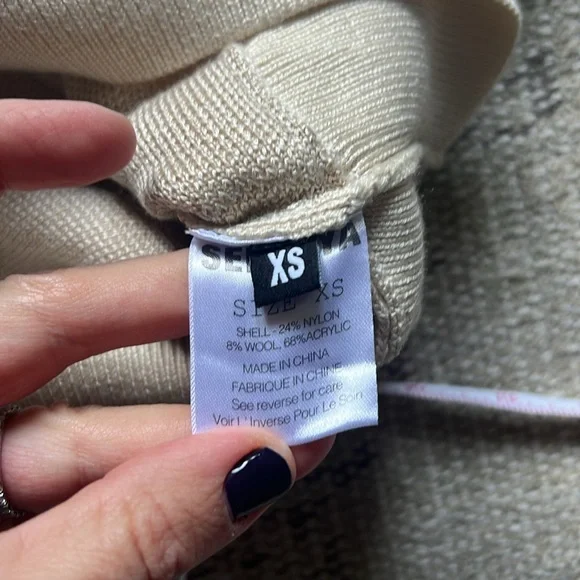 XS
SIZE XS
SHELL - 24% NYLON
8% WOOL, 68% ACRYLIC
MADE IN CHINA
FABRIQUE EN CHINE
See reverse for care
Voir L' Inverse Pour Le Soin